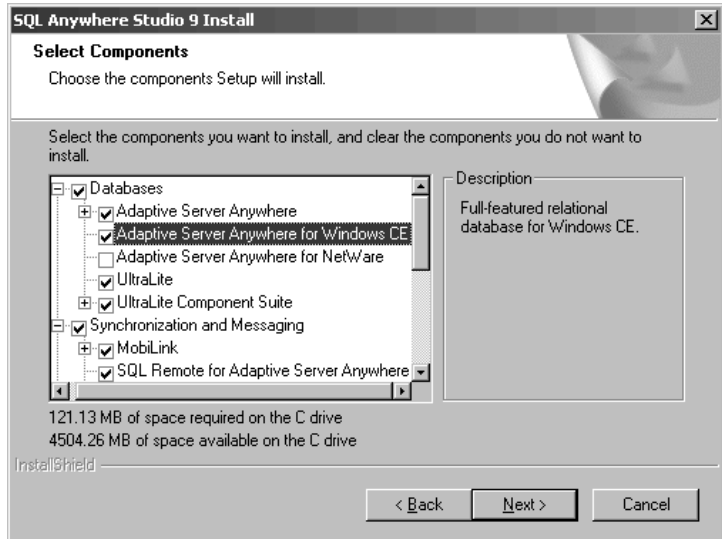 SQL Anywhere Studio 9 Install
Select Components
Choose the components Setup will install.
Select the components you want to install, and clear the components you do not want to
install.
Databases
Adaptive Server Anywhere
Adaptive Server Anywhere for Windows CE
Adaptive Server Anywhere for NetWare
UltraLite
UltraLite Component Suite
Synchronization and Messaging
MobiLink
SQL Remote for Adaptive Server Anywhere
Description
Full-featured relational
database for Windows CE.
121.13 MB of space required on the C drive
4504.26 MB of space available on the C drive
InstallShield
< Back
Next >
Cancel